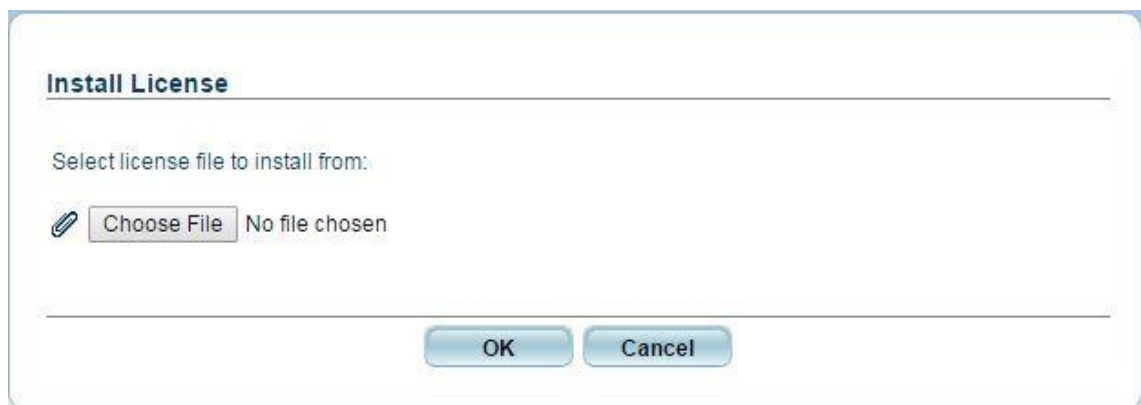 Install License
Select license file to install from:
Choose File No file chosen
OK Cancel